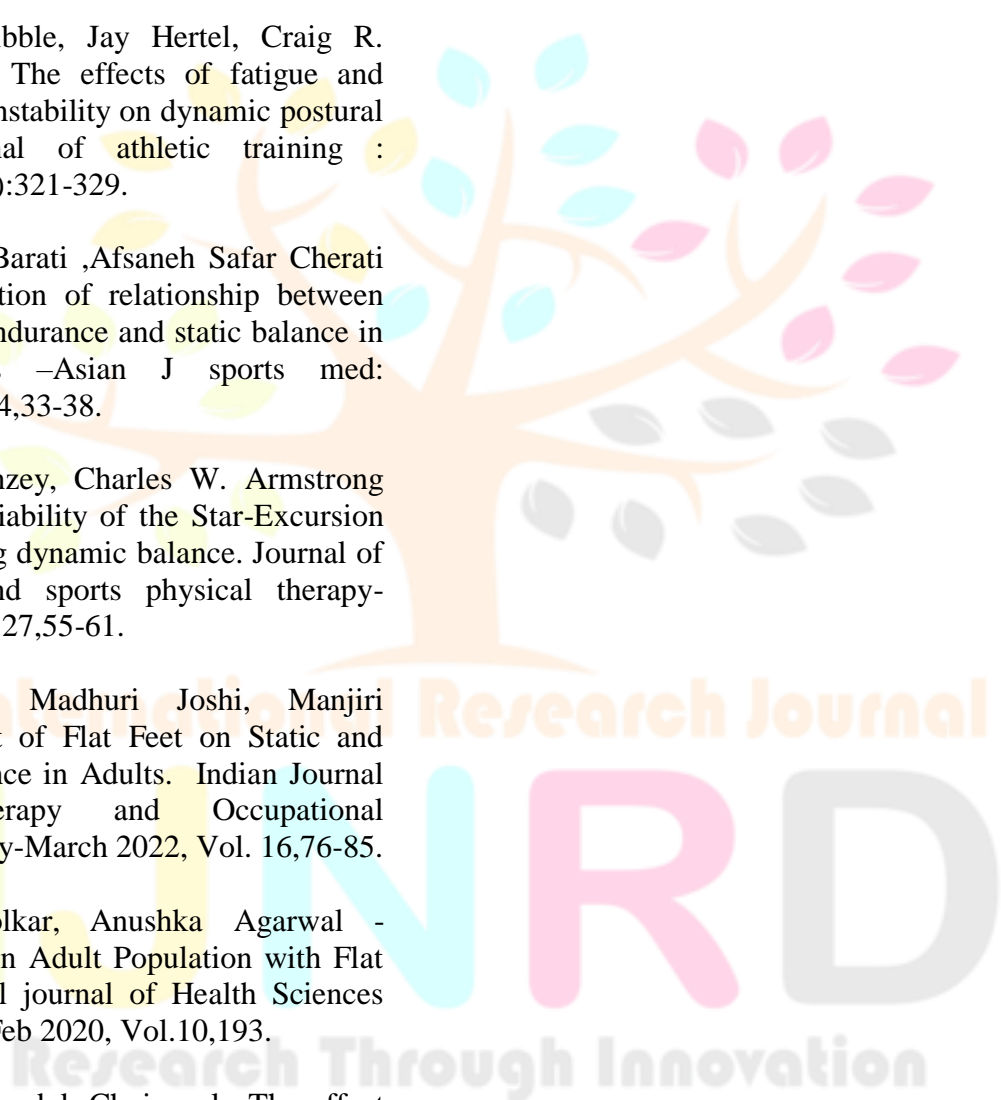 bble, Jay Hertel, Craig R.
The effects of fatigue and
nstability on dynamic postural
nal of athletic training :
):321-329.
Barati ,Afsaneh Safar Cherati
tion of relationship between
ndurance and static balance in
–Asian J sports med:
4,33-38.
nzey, Charles W. Armstrong
iability of the Star-Excursion
g dynamic balance. Journal of
nd sports physical therapy-
27,55-61.
Madhuri Joshi, Manjiri
t of Flat Feet on Static and
nce in Adults. Indian Journal
erapy and Occupational
y-March 2022, Vol. 16,76-85.
olkar, Anushka Agarwal -
n Adult Population with Flat
l journal of Health Sciences
Feb 2020, Vol.10,193.
International Research Journal
IJNRD
Research Through Innovation